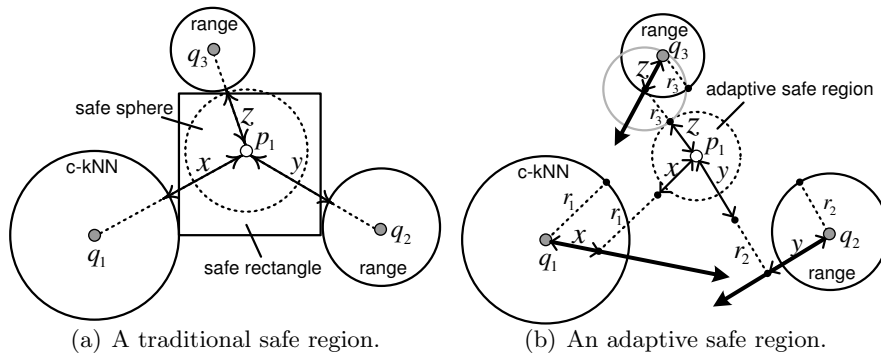 range
q3
safe sphere
z
p1
c-kNN
x
y
q1
q2
safe rectangle
range
(a) A traditional safe region.
range
q3
z
r3
adaptive safe region
r3
z
p1
c-kNN
x
y
r1
r1
r2
x
q1
r2
y
q2
range
(b) An adaptive safe region.